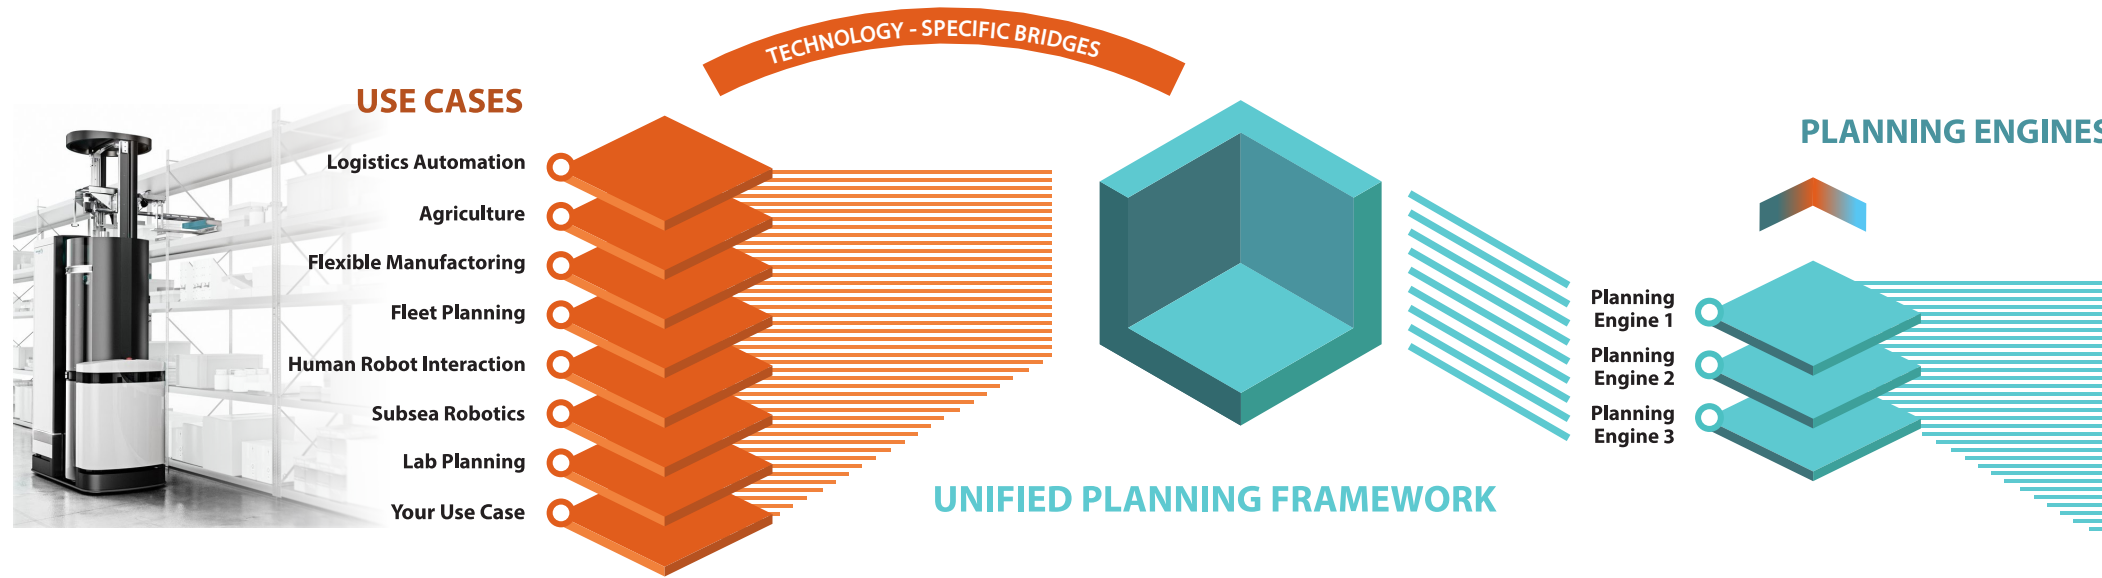 TECHNOLOGY - SPECIFIC BRIDGES
USE CASES
Logistics Automation
Agriculture
Flexible Manufactoring
Fleet Planning
Human Robot Interaction
Subsea Robotics
Lab Planning
Your Use Case
UNIFIED PLANNING FRAMEWORK
PLANNING ENGINES
Planning
Engine 1
Planning
Engine 2
Planning
Engine 3